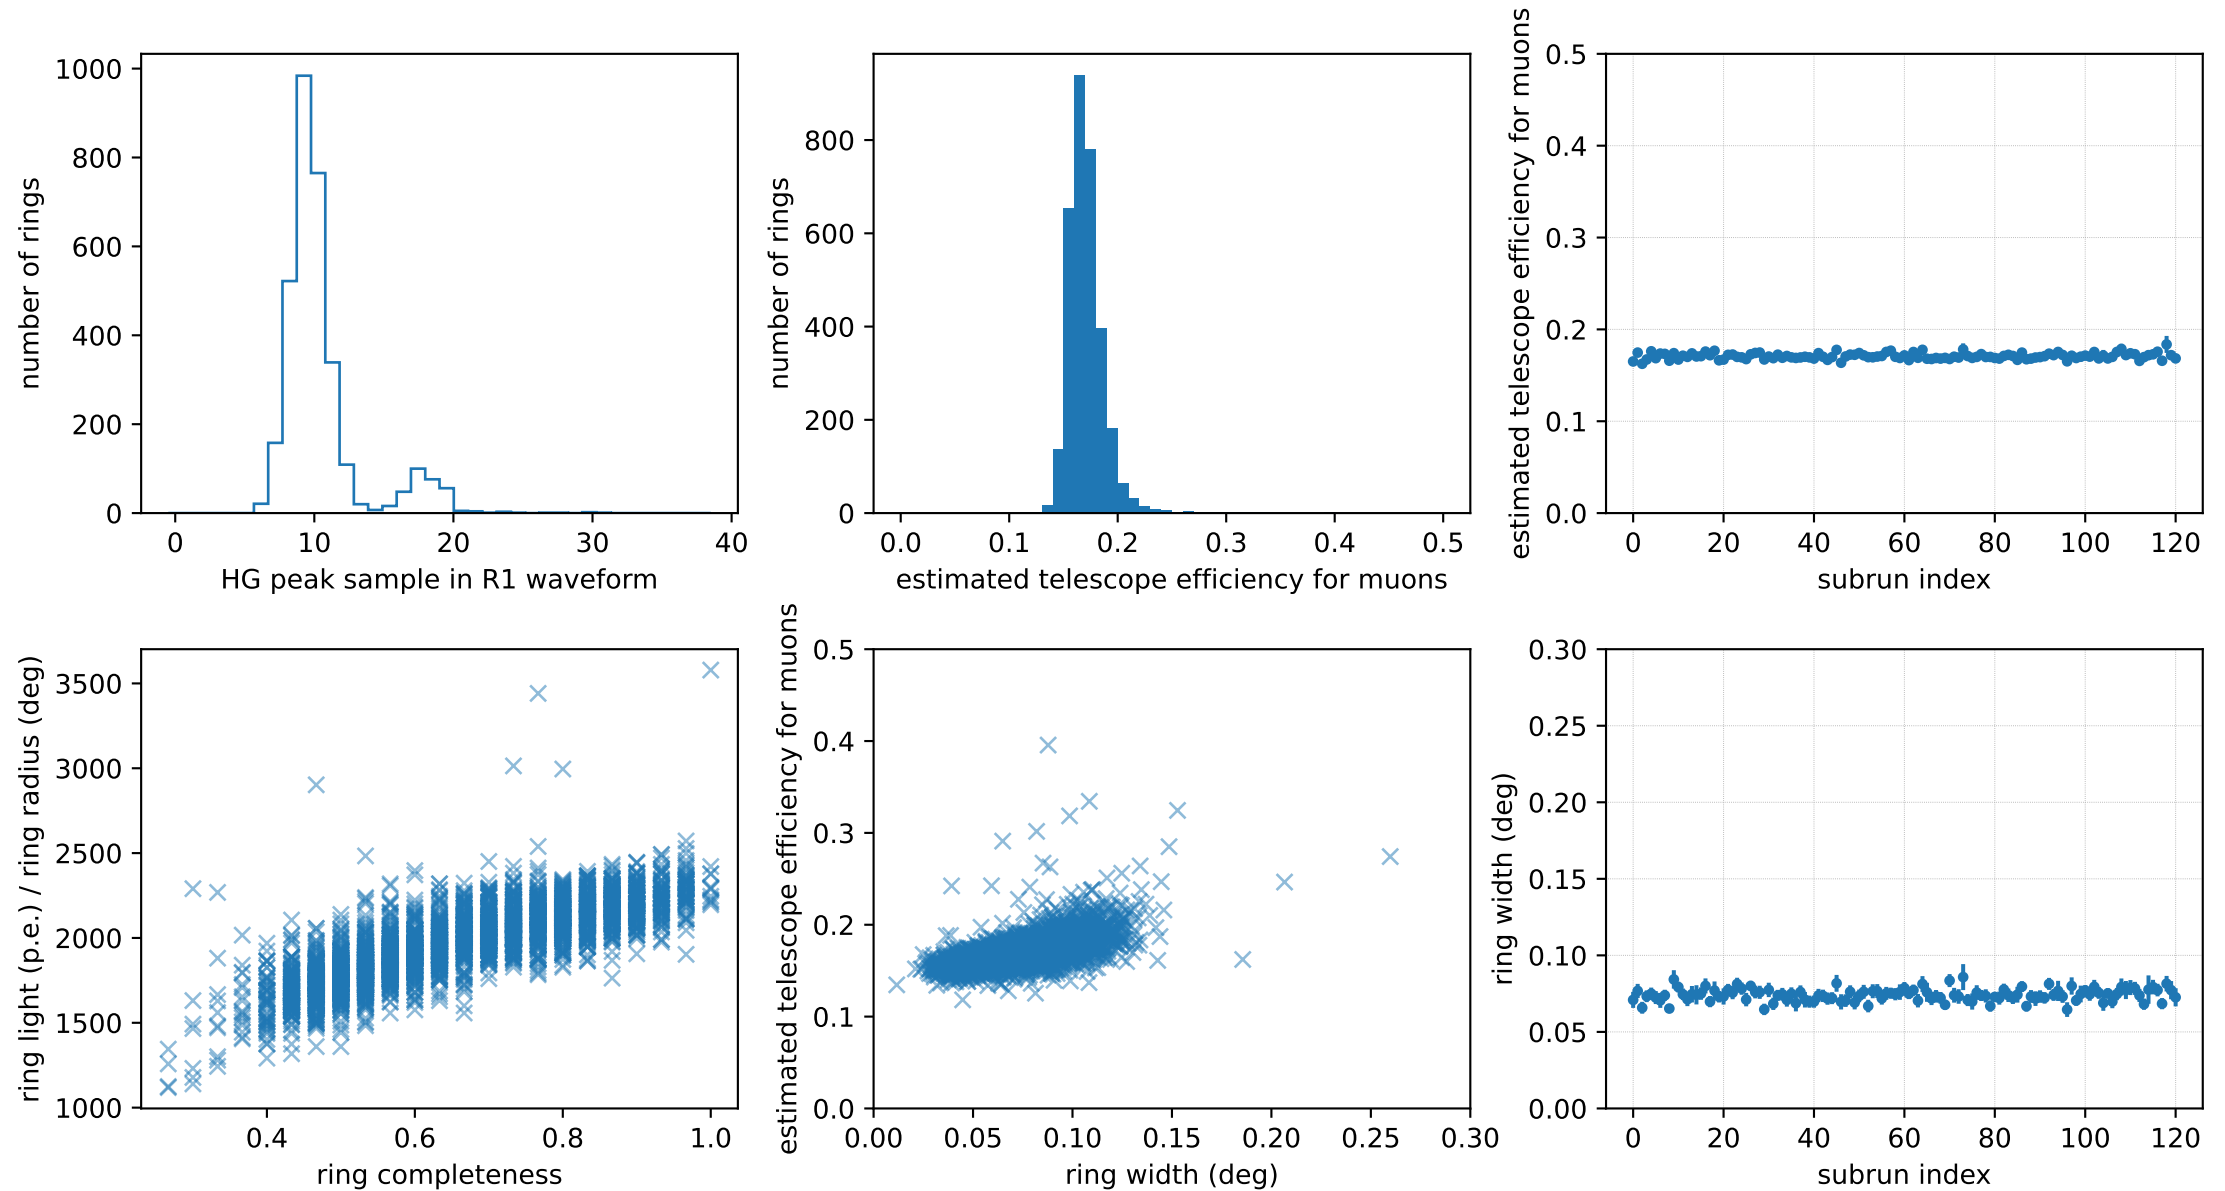 1000
800
600
400
200
0
number of rings
0 10 20 30 40
HG peak sample in R1 waveform
800
600
400
200
0
number of rings
0.0 0.1 0.2 0.3 0.4 0.5
estimated telescope efficiency for muons
0.5
0.4
0.3
0.2
0.1
0.0
estimated telescope efficiency for muons
0 20 40 60 80 100 120
subrun index
3500
3000
2500
2000
1500
1000
ring light (p.e.) / ring radius (deg)
0.4 0.6 0.8 1.0
ring completeness
0.5
0.4
0.3
0.2
0.1
0.0
estimated telescope efficiency for muons
0.00 0.05 0.10 0.15 0.20 0.25 0.30
ring width (deg)
0.30
0.25
0.20
0.15
0.10
0.05
0.00
ring width (deg)
0 20 40 60 80 100 120
subrun index